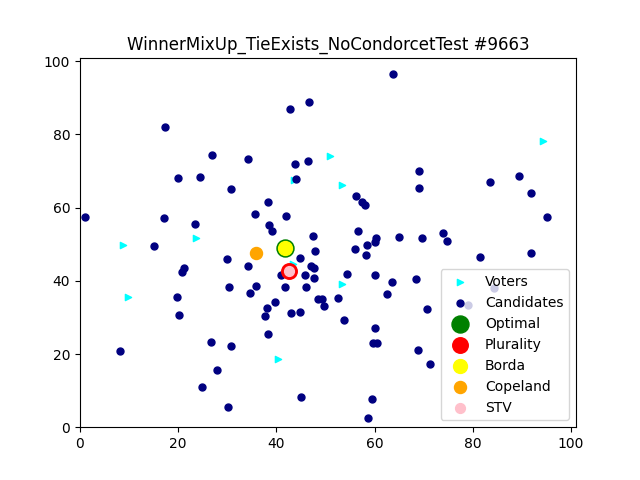 WinnerMixUp_TieExists_NoCondorcetTest #9663
100
80
60
40
20
0
0 20 40 60 80 100
Voters
Candidates
Optimal
Plurality
Borda
Copeland
STV